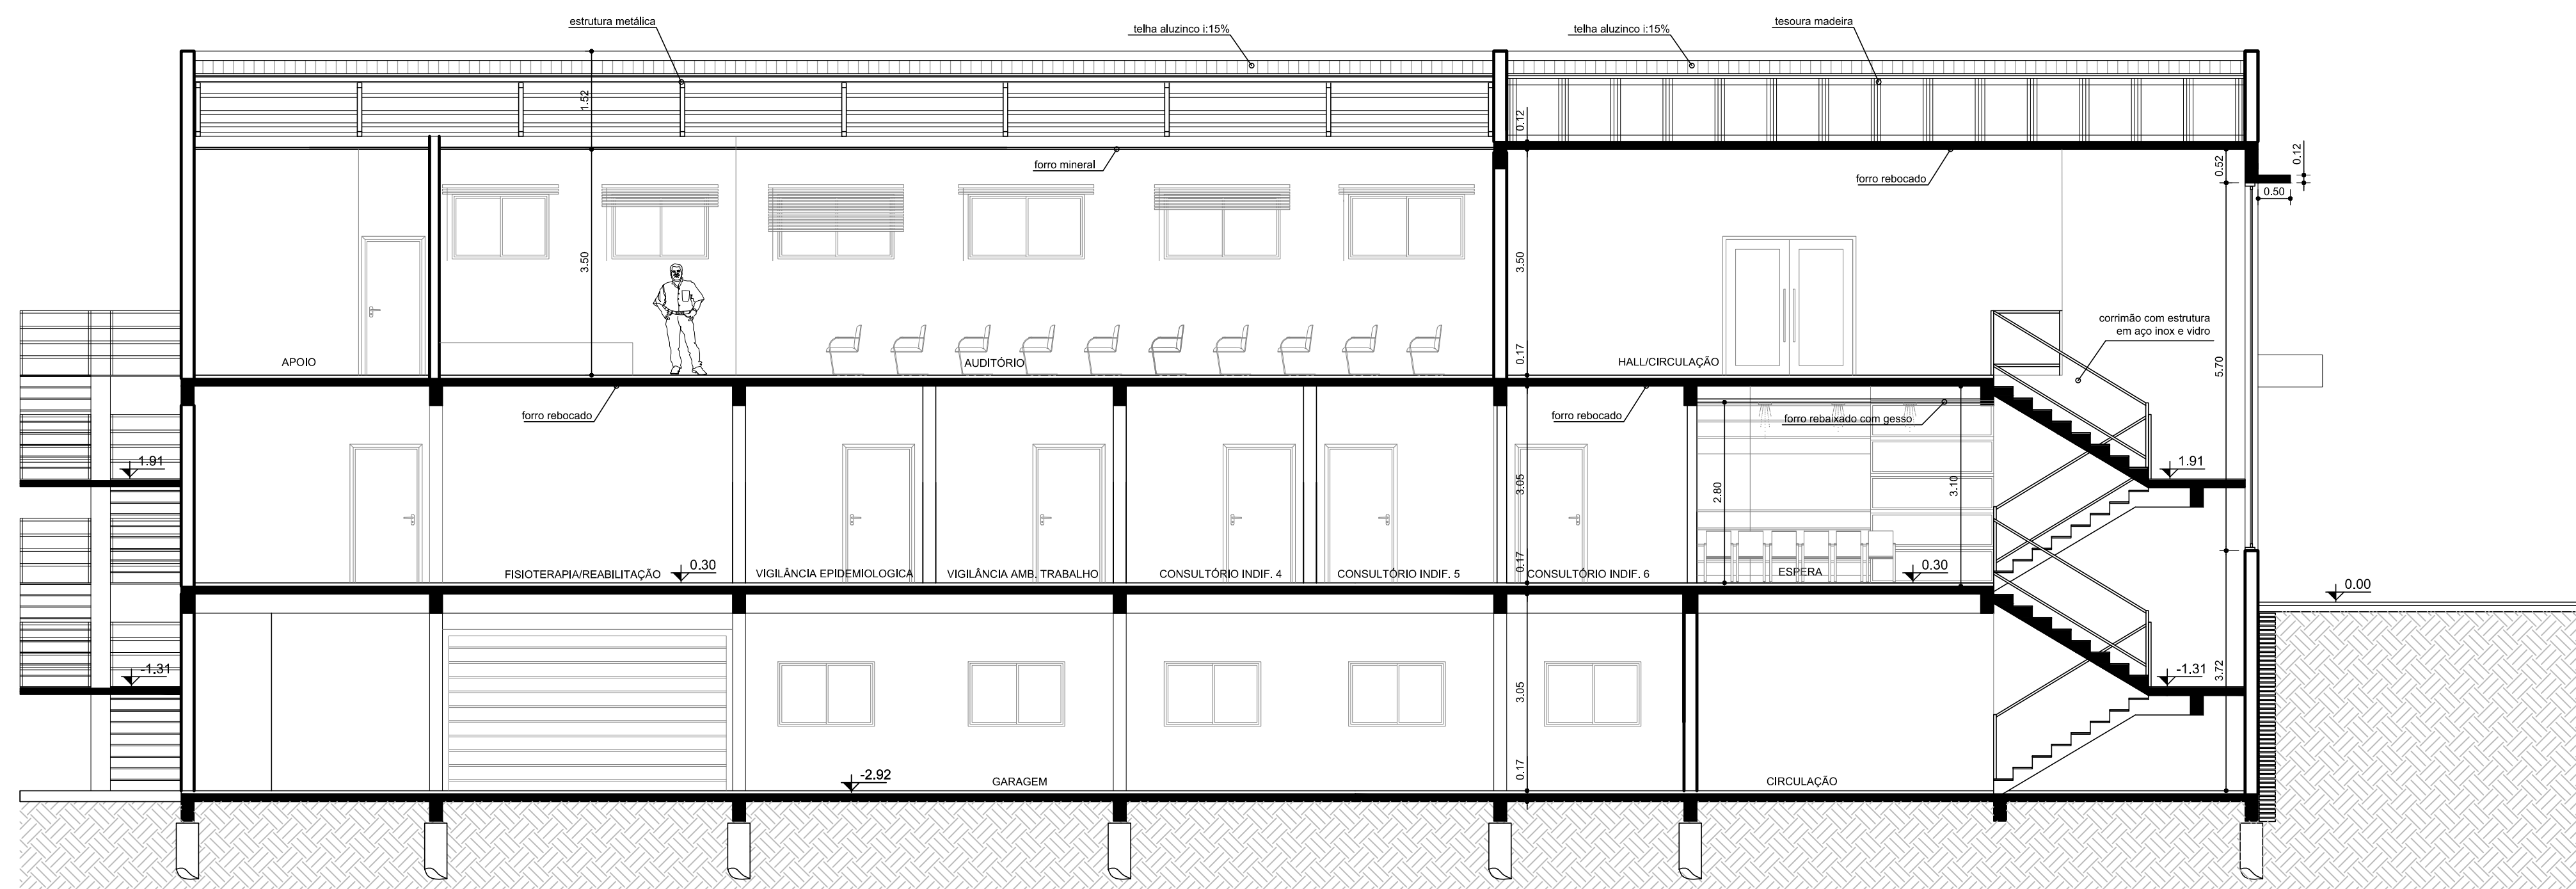 estrutura metálica
telha aluzinco i:15%
telha aluzinco i:15%
tesoura madeira
1.52
0.12
forro mineral
forro rebocado
0.52
0.12
0.50
3.50
3.50
corrimão com estrutura
em aço inox e vidro
APOIO
AUDITÓRIO
0.17
HALL/CIRCULAÇÃO
5.70
forro rebocado
forro rebocado
forro rebaixado com gesso
1.91
1.91
3.05
2.80
3.10
FISIOTERAPIA/REABILITAÇÃO
0.30
VIGILÂNCIA EPIDEMIOLOGICA
VIGILÂNCIA AMB. TRABALHO
CONSULTÓRIO INDIF. 4
CONSULTÓRIO INDIF. 5
0.17
CONSULTÓRIO INDIF. 6
ESPERA
0.30
0.00
-1.31
-1.31
3.72
3.05
-2.92
GARAGEM
0.17
CIRCULAÇÃO